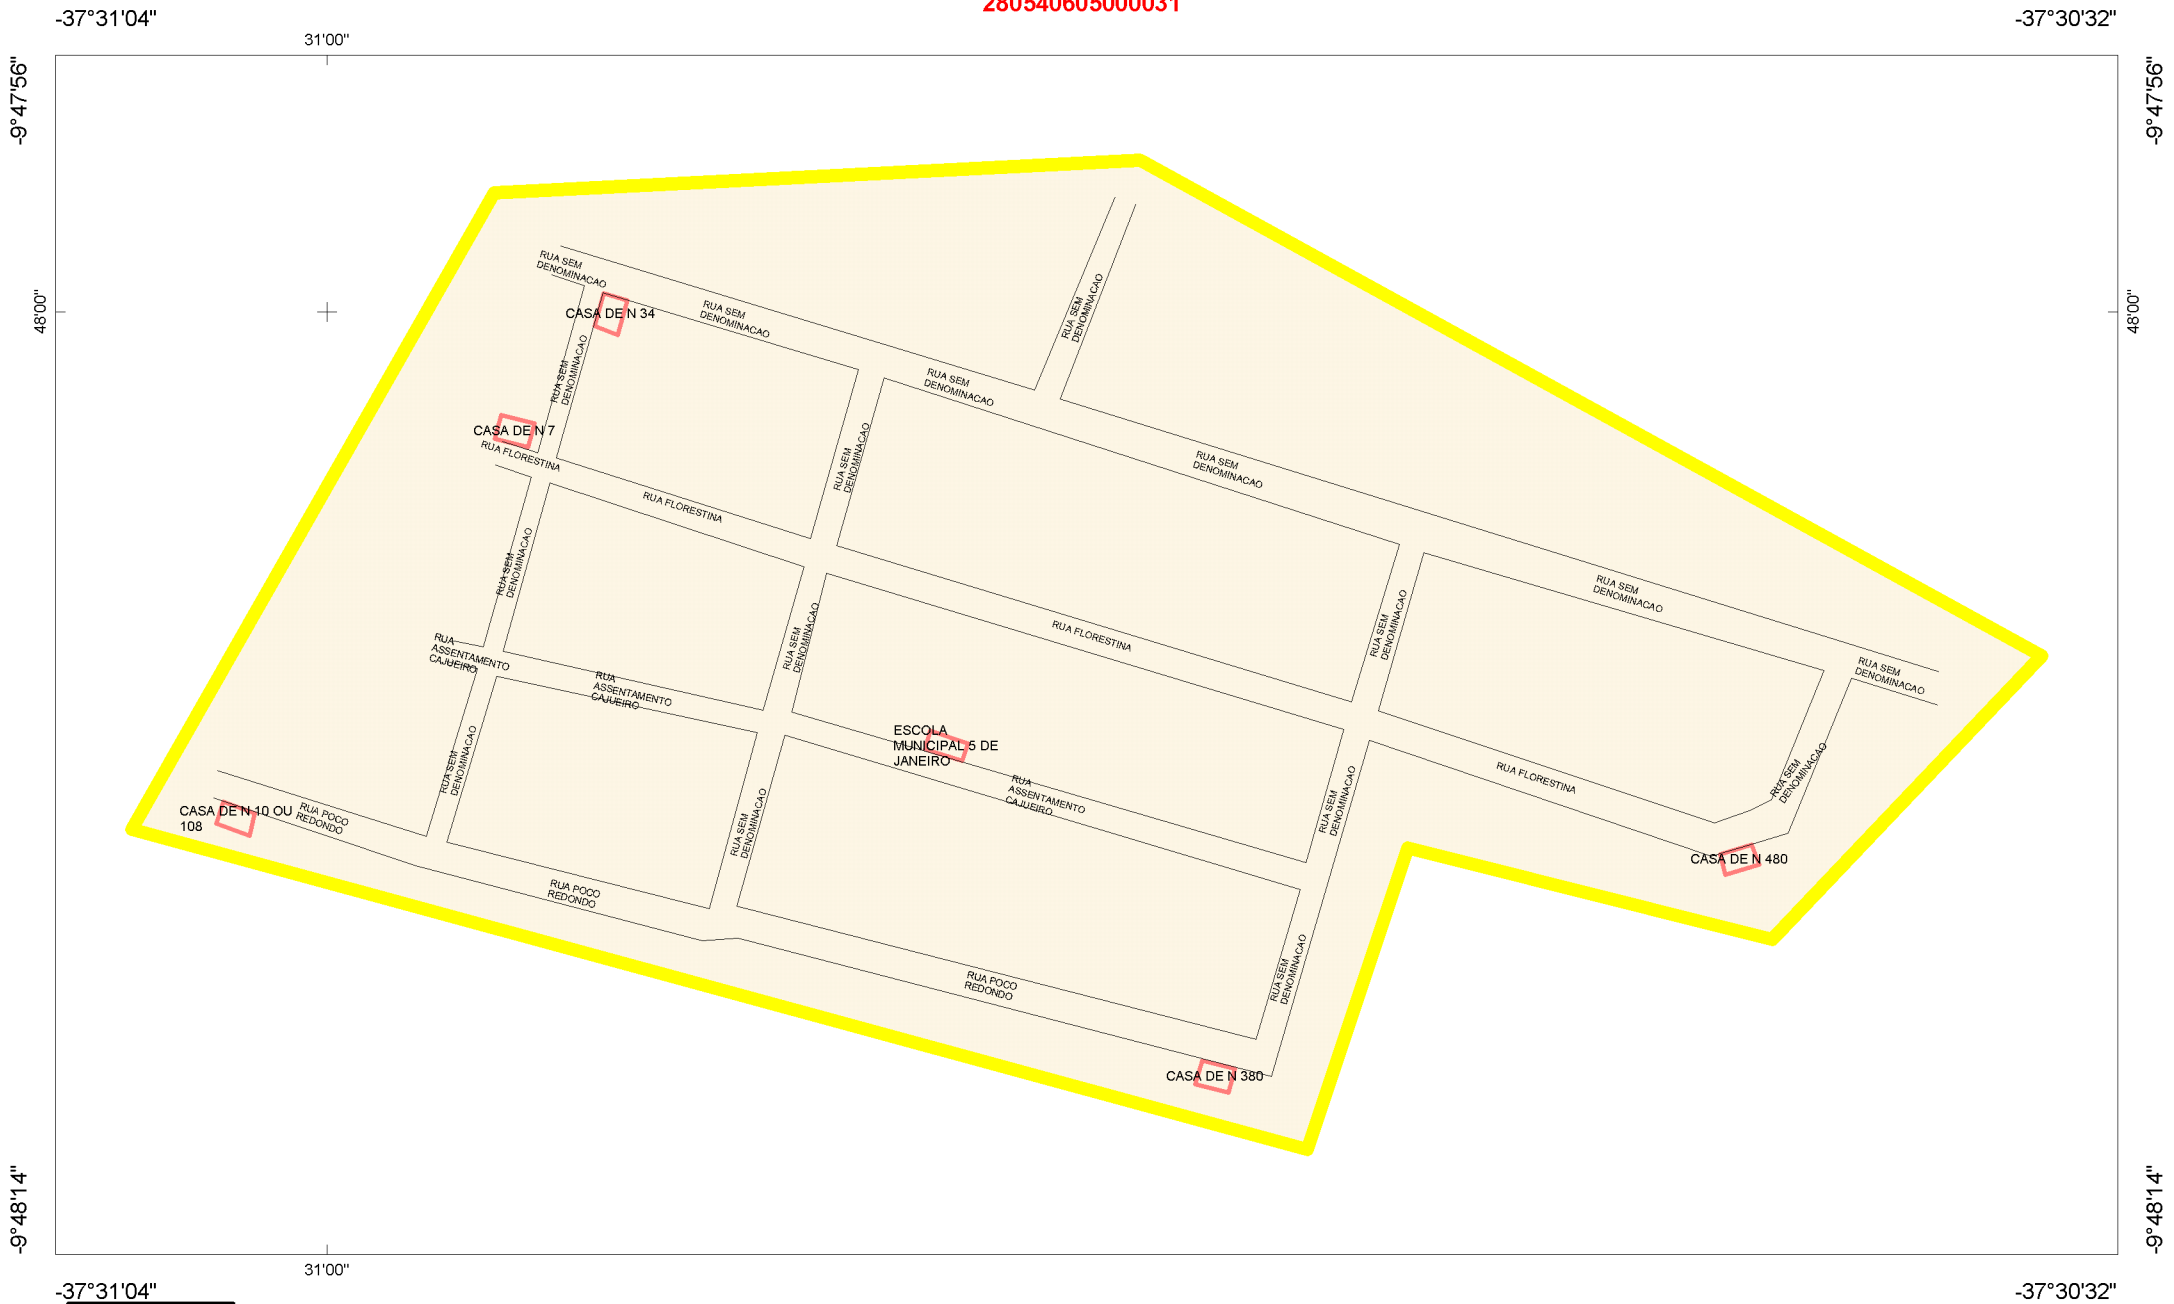 280540605000031
-37°31'04"
-37°30'32"
31'00"
-9°47'56"
-9°47'56"
48'00"
48'00"
RUA SEM
DENOMINACAO
CASA DE N 34
RUA SEM
DENOMINACAO
RUA SEM
DENOMINACAO
RUA SEM
DENOMINACAO
RUA SEM
DENOMINACAO
CASA DE N 7
RUA FLORESTINA
RUA SEM
DENOMINACAO
RUA SEM
DENOMINACAO
RUA FLORESTINA
RUA SEM
DENOMINACAO
RUA SEM
DENOMINACAO
RUA SEM
DENOMINACAO
RUA FLORESTINA
RUA SEM
DENOMINACAO
RUA SEM
DENOMINACAO
RUA
ASSENTAMENTO
CAJUEIRO
RUA
ASSENTAMENTO
CAJUEIRO
ESCOLA
MUNICIPAL 5 DE
JANEIRO
RUA
ASSENTAMENTO
CAJUEIRO
RUA SEM
DENOMINACAO
RUA FLORESTINA
RUA SEM
DENOMINACAO
RUA SEM
DENOMINACAO
RUA SEM
DENOMINACAO
CASA DE N 10 OU
108
RUA POCO
REDONDO
CASA DE N 480
RUA POCO
REDONDO
RUA POCO
REDONDO
RUA SEM
DENOMINACAO
CASA DE N 380
-9°48'14"
-9°48'14"
31'00"
-37°31'04"
-37°30'32"